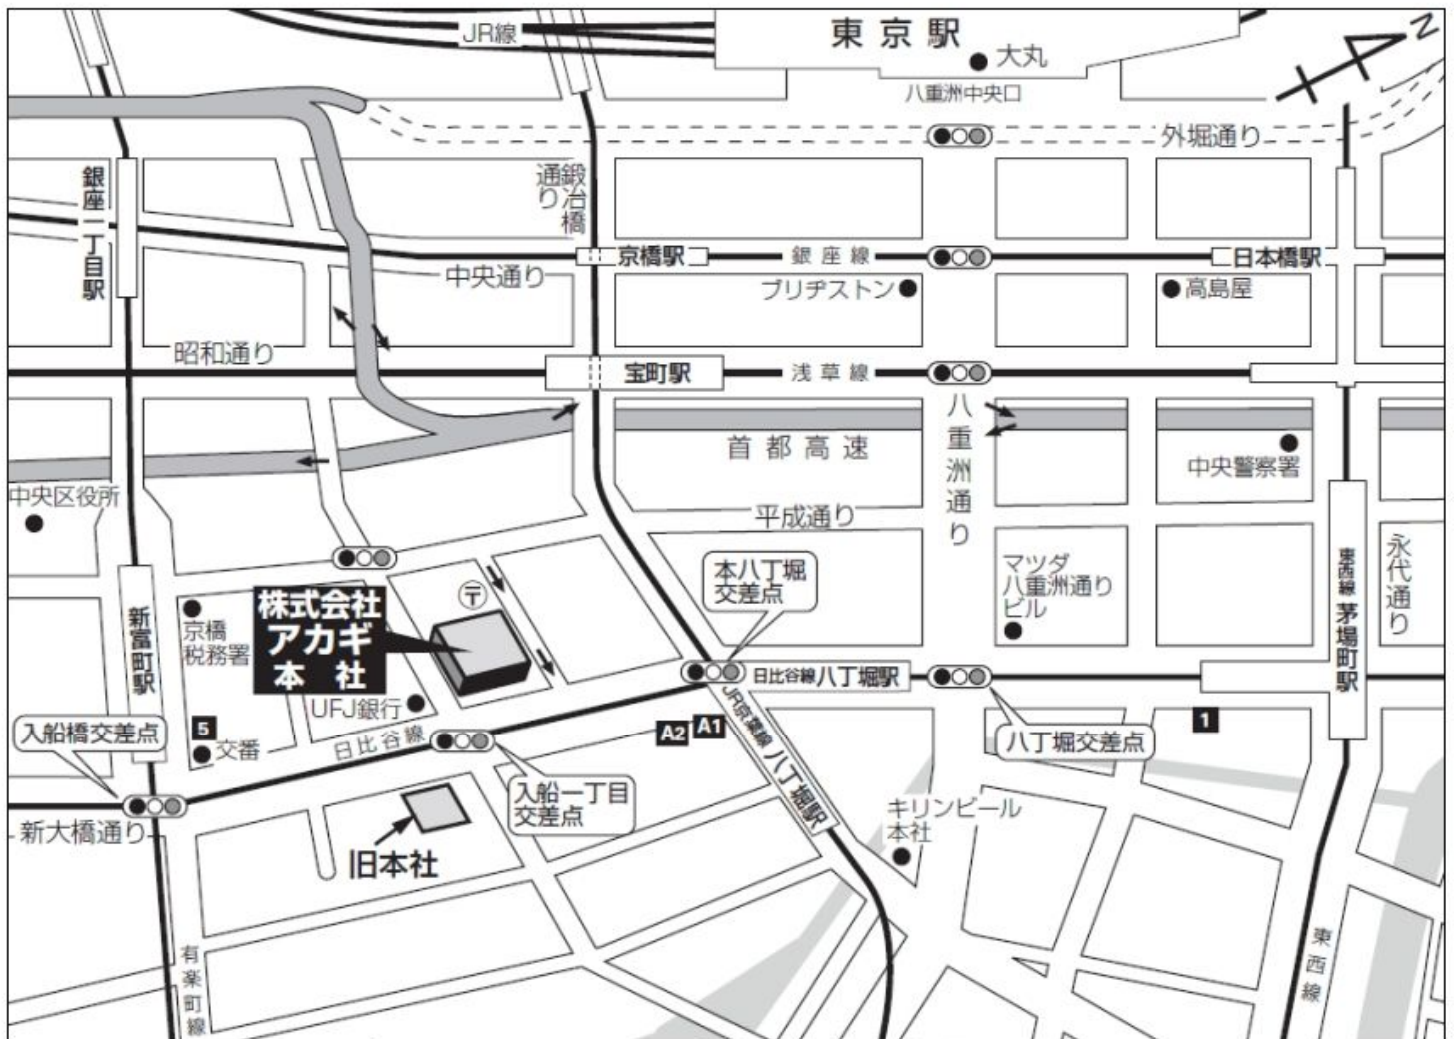 JR線
東京駅
大丸
八重洲中央口
N
外堀通り
銀座一丁目駅
鍛冶橋
通り
京橋駅
銀座線
日本橋駅
中央通り
ブリヂストン
高島屋
昭和通り
宝町駅
浅草線
八重洲通り
首都高速
中央警察署
中央区役所
平成通り
永代通り
マツダ
八重洲通り
ビル
本八丁堀
交差点
東西線 茅場町駅
株式会社
アカギ
本社
〒
京橋
税務署
新富町駅
日比谷線八丁堀駅
UFJ銀行
A2
A1
JR京葉線 八丁堀駅
1
入船橋交差点
5
交番
日比谷線
八丁堀交差点
入船一丁目
交差点
キリンビール
本社
新大橋通り
旧本社
有楽町線
東西線